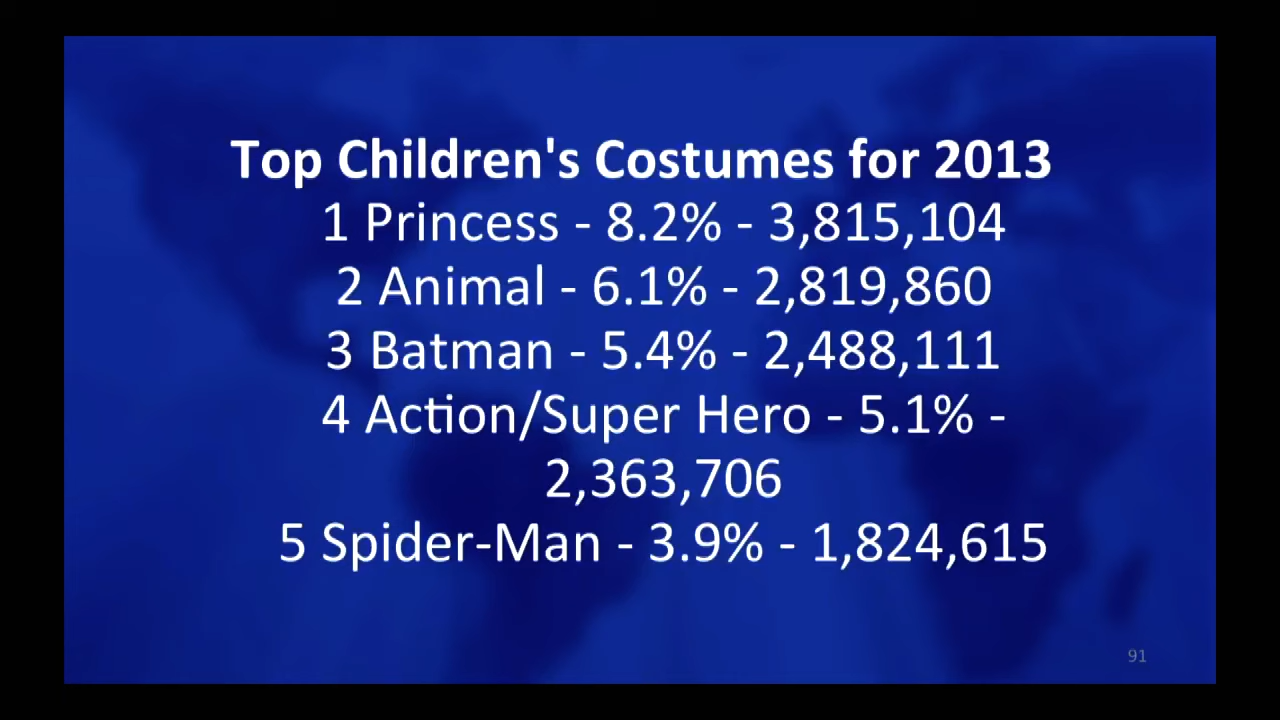 Top Children's Costumes for 2013
1 Princess - 8.2% - 3,815,104
2 Animal - 6.1% - 2,819,860
3 Batman - 5.4% - 2,488,111
4 Action/Super Hero - 5.1% -
2,363,706
5 Spider-Man - 3.9% - 1,824,615
91